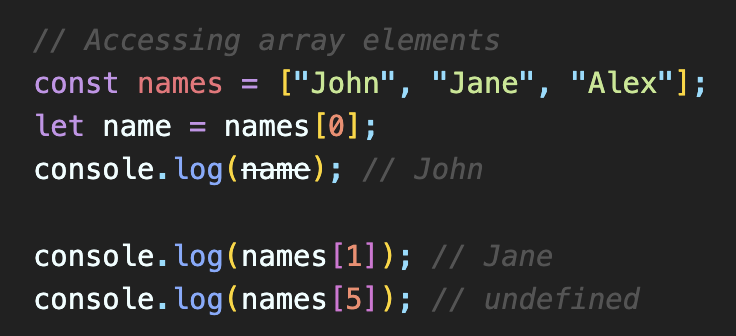 // Accessing array elements
const names = ["John", "Jane", "Alex"];
let name = names[0];
console.log(name); // John
console.log(names[1]); // Jane
console.log(names[5]); // undefined